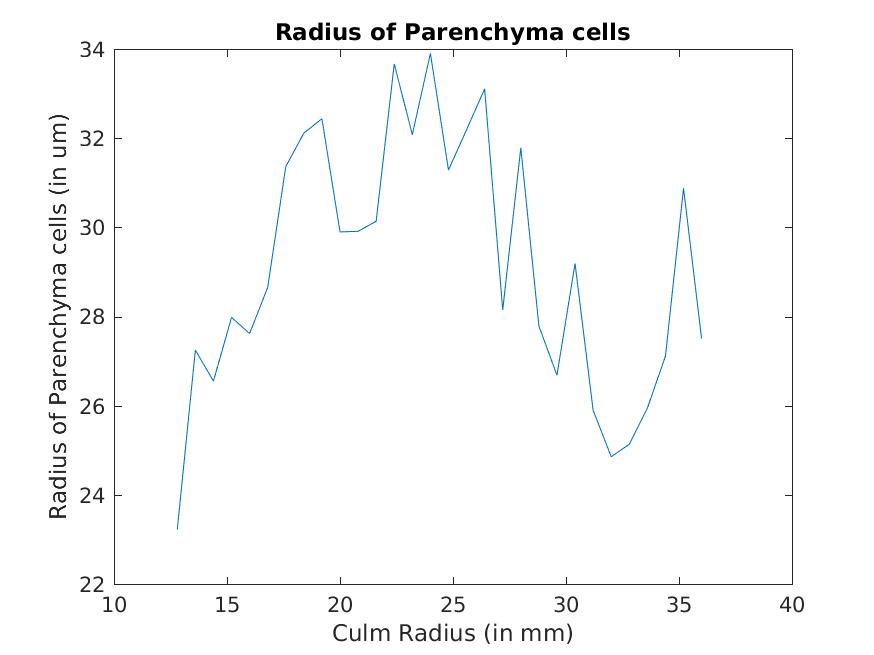 Radius of Parenchyma cells
Radius of Parenchyma cells (in um)
34
32
30
28
26
24
22
10 15 20 25 30 35 40
Culm Radius (in mm)